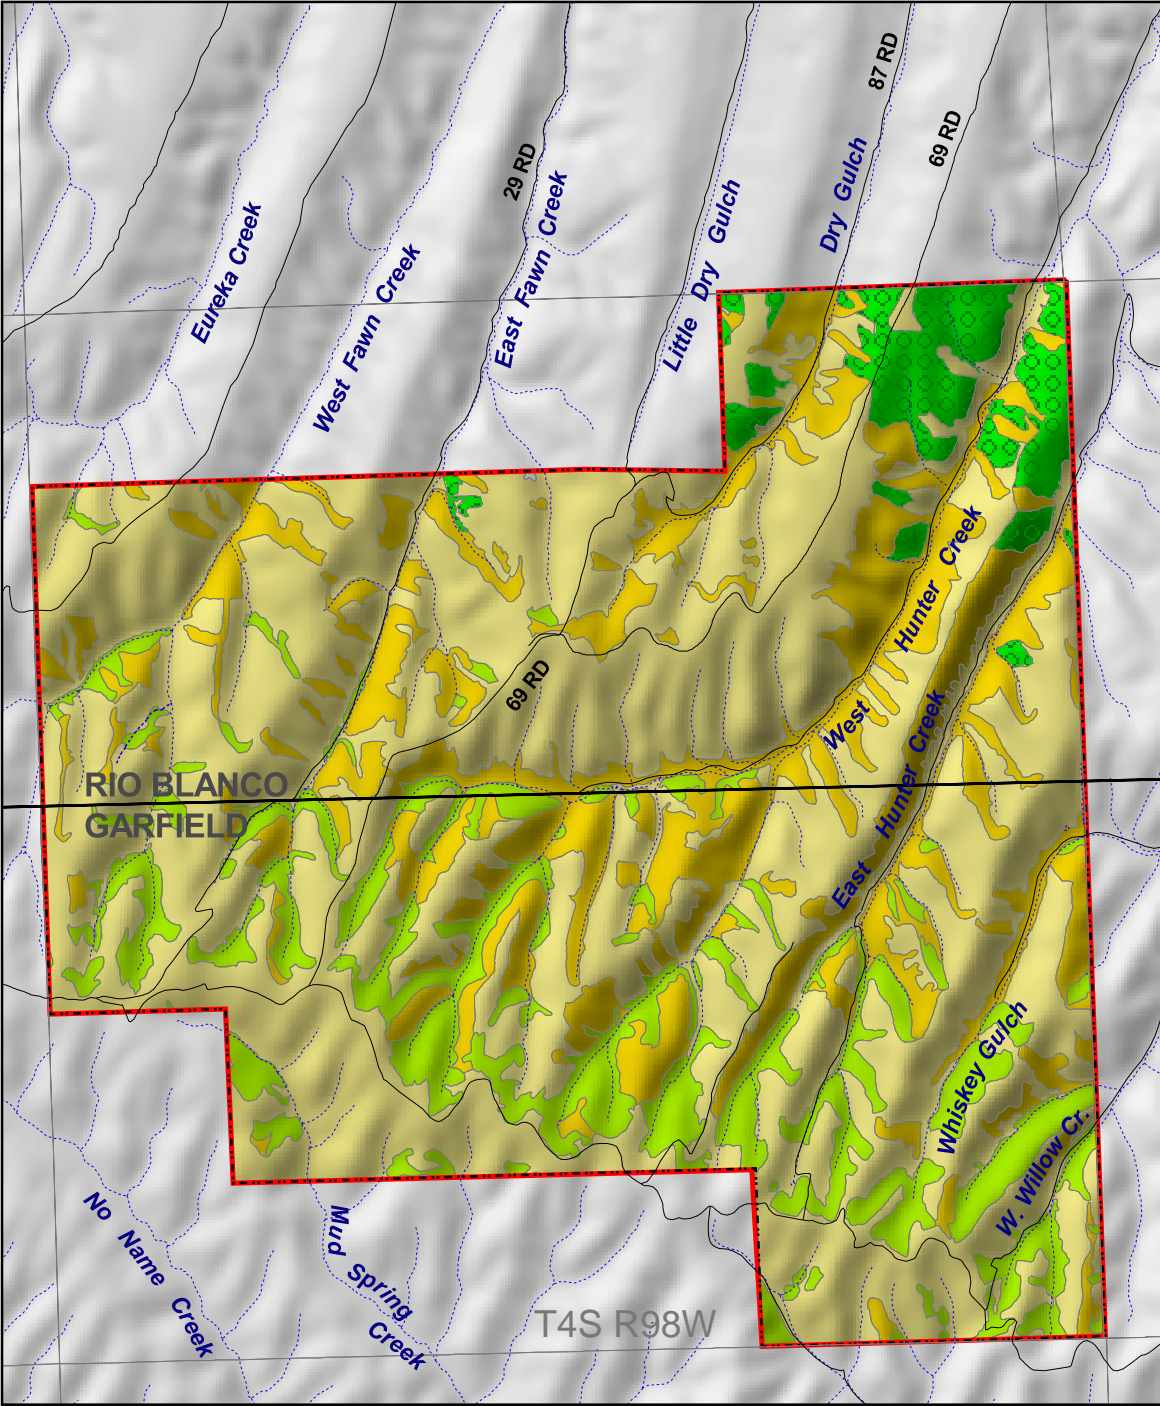 87 RD
69 RD
29 RD
Dry Gulch
East Fawn Creek
Little Dry Gulch
Eureka Creek
West Fawn Creek
West Hunter Creek
69 RD
East Hunter Creek
RIO BLANCO
GARFIELD
Whiskey Gulch
W. Willow Cr.
No Name Creek
Mud Spring Creek
T4S R98W